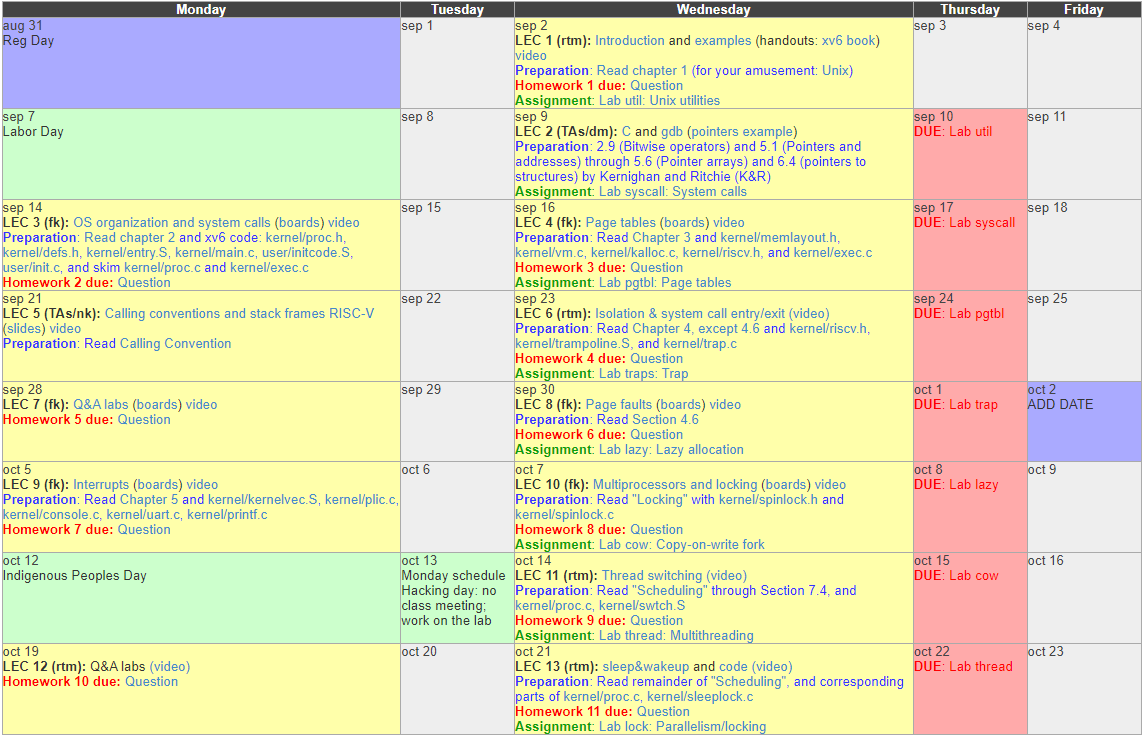 Monday Tuesday Wednesday Thursday Friday
aug 31
Reg Day
sep 1
sep 2
LEC 1 (rtm): Introduction and examples (handouts: xv6 book)
video
Preparation: Read chapter 1 (for your amusement: Unix)
Homework 1 due: Question
Assignment: Lab util: Unix utilities
sep 3
sep 4
sep 7
Labor Day
sep 8
sep 9
LEC 2 (TAs/dm): C and gdb (pointers example)
Preparation: 2.9 (Bitwise operators) and 5.1 (Pointers and
addresses) through 5.6 (Pointer arrays) and 6.4 (pointers to
structures) by Kernighan and Ritchie (K&R)
Assignment: Lab syscall: System calls
sep 10
DUE: Lab util
sep 11
sep 14
LEC 3 (fk): OS organization and system calls (boards) video
Preparation: Read chapter 2 and xv6 code: kernel/proc.h,
kernel/defs.h, kernel/entry.S, kernel/main.c, user/initcode.S,
user/init.c, and skim kernel/proc.c and kernel/exec.c
Homework 2 due: Question
sep 15
sep 16
LEC 4 (fk): Page tables (boards) video
Preparation: Read Chapter 3 and kernel/memlayout.h,
kernel/vm.c, kernel/kalloc.c, kernel/riscv.h, and kernel/exec.c
Homework 3 due: Question
Assignment: Lab pgtbl: Page tables
sep 17
DUE: Lab syscall
sep 18
sep 21
LEC 5 (TAs/nk): Calling conventions and stack frames RISC-V
(slides) video
Preparation: Read Calling Convention
sep 22
sep 23
LEC 6 (rtm): Isolation & system call entry/exit (video)
Preparation: Read Chapter 4, except 4.6 and kernel/riscv.h,
kernel/trampoline.S, and kernel/trap.c
Homework 4 due: Question
Assignment: Lab traps: Trap
sep 24
DUE: Lab pgtbl
sep 25
sep 28
LEC 7 (fk): Q&A labs (boards) video
Homework 5 due: Question
sep 29
sep 30
LEC 8 (fk): Page faults (boards) video
Preparation: Read Section 4.6
Homework 6 due: Question
Assignment: Lab lazy: Lazy allocation
oct 1
DUE: Lab trap
oct 2
ADD DATE
oct 5
LEC 9 (fk): Interrupts (boards) video
Preparation: Read Chapter 5 and kernel/kernelvec.S, kernel/plic.c,
kernel/console.c, kernel/uart.c, kernel/printf.c
Homework 7 due: Question
oct 6
oct 7
LEC 10 (fk): Multiprocessors and locking (boards) video
Preparation: Read "Locking" with kernel/spinlock.h and
kernel/spinlock.c
Homework 8 due: Question
Assignment: Lab cow: Copy-on-write fork
oct 8
DUE: Lab lazy
oct 9
oct 12
Indigenous Peoples Day
oct 13
Monday schedule
Hacking day: no
class meeting;
work on the lab
oct 14
LEC 11 (rtm): Thread switching (video)
Preparation: Read "Scheduling" through Section 7.4, and
kernel/proc.c, kernel/swtch.S
Homework 9 due: Question
Assignment: Lab thread: Multithreading
oct 15
DUE: Lab cow
oct 16
oct 19
LEC 12 (rtm): Q&A labs (video)
Homework 10 due: Question
oct 20
oct 21
LEC 13 (rtm): sleep&wakeup and code (video)
Preparation: Read remainder of "Scheduling", and corresponding
parts of kernel/proc.c, kernel/sleeplock.c
Homework 11 due: Question
Assignment: Lab lock: Parallelism/locking
oct 22
DUE: Lab thread
oct 23